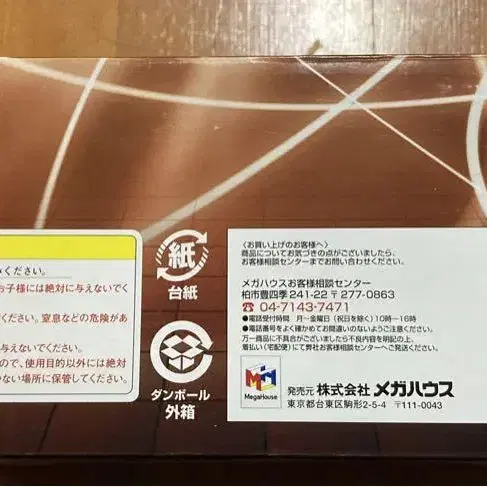 ください。
お子様には絶対に与えないでく
ください。窒息などの危険があ
与えないでください。
ので、使用目的以外には絶対
ない場所に保管してください。
紙
台紙
ダンボール
外箱
〈お買い上げのお客様へ〉
商品についてお気づきの点がございましたら、
お客様相談センターまでお問い合わせください。
メガハウスお客様相談センター
柏市豊四季241-22 〒277-0863
☎ 04-7143-7471
●電話受付時間 月〜金曜日(祝日を除く)10時〜16時
●電話番号をよく確かめてお間違いのないようご注意ください。
万一商品に不具合がございましたら不良内容を明記の上、
着払い(宅配便)にて弊社お客様相談センターへご発送ください。
MegaHouse
発売元 株式会社 メガハウス
東京都台東区駒形2-5-4 〒111-0043